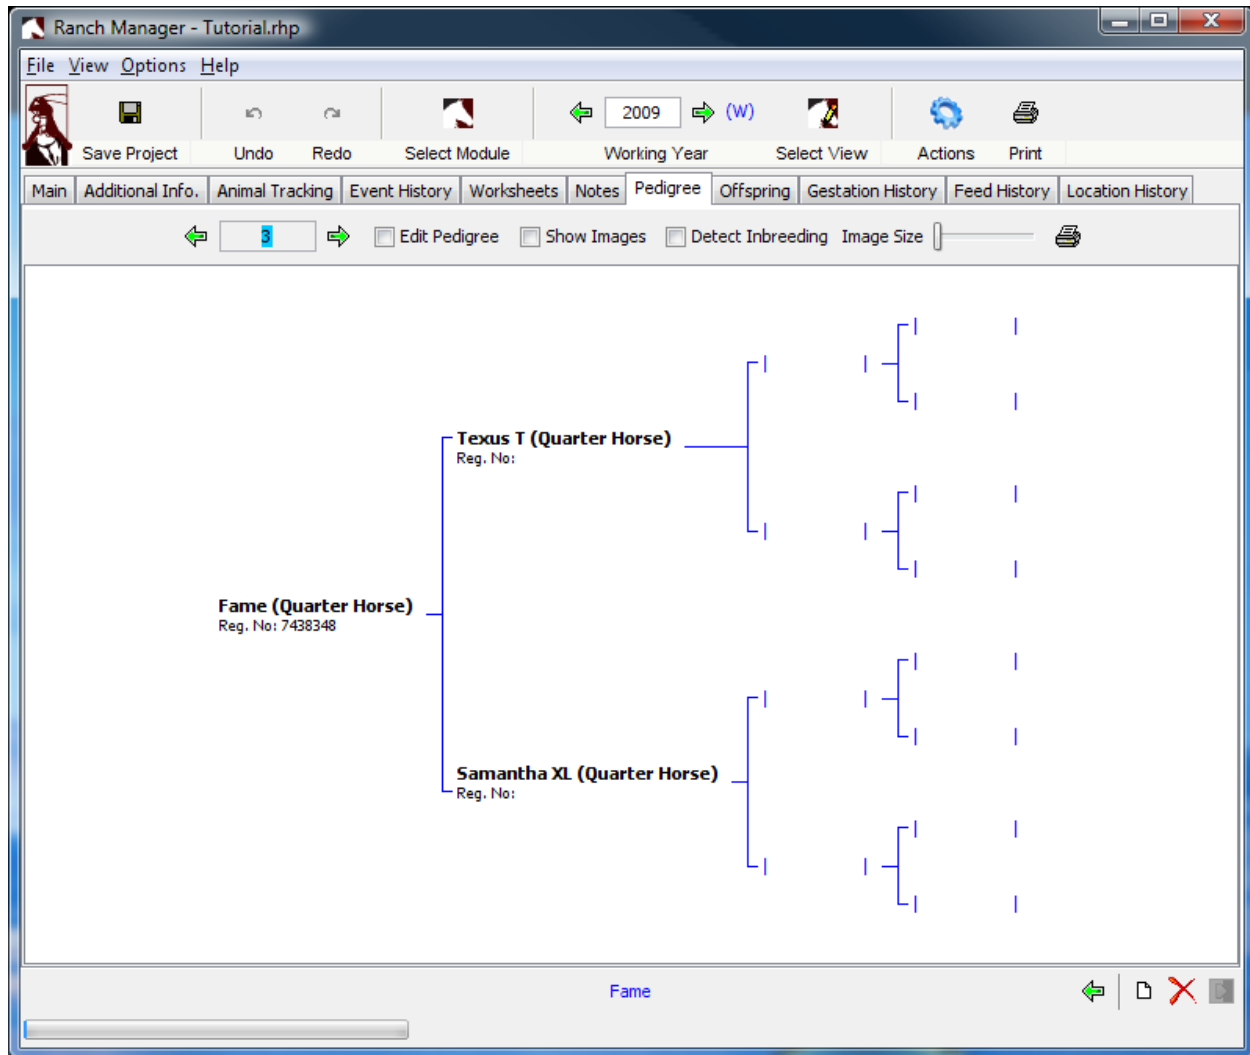 Ranch Manager - Tutorial.rhp
File View Options Help
2009 (W)
Save Project Undo Redo Select Module Working Year Select View Actions Print
Main Additional Info. Animal Tracking Event History Worksheets Notes Pedigree Offspring Gestation History Feed History Location History
3 Edit Pedigree Show Images Detect Inbreeding Image Size
Texus T (Quarter Horse)
Reg. No:
Fame (Quarter Horse)
Reg. No: 7438348
Samantha XL (Quarter Horse)
Reg. No:
Fame